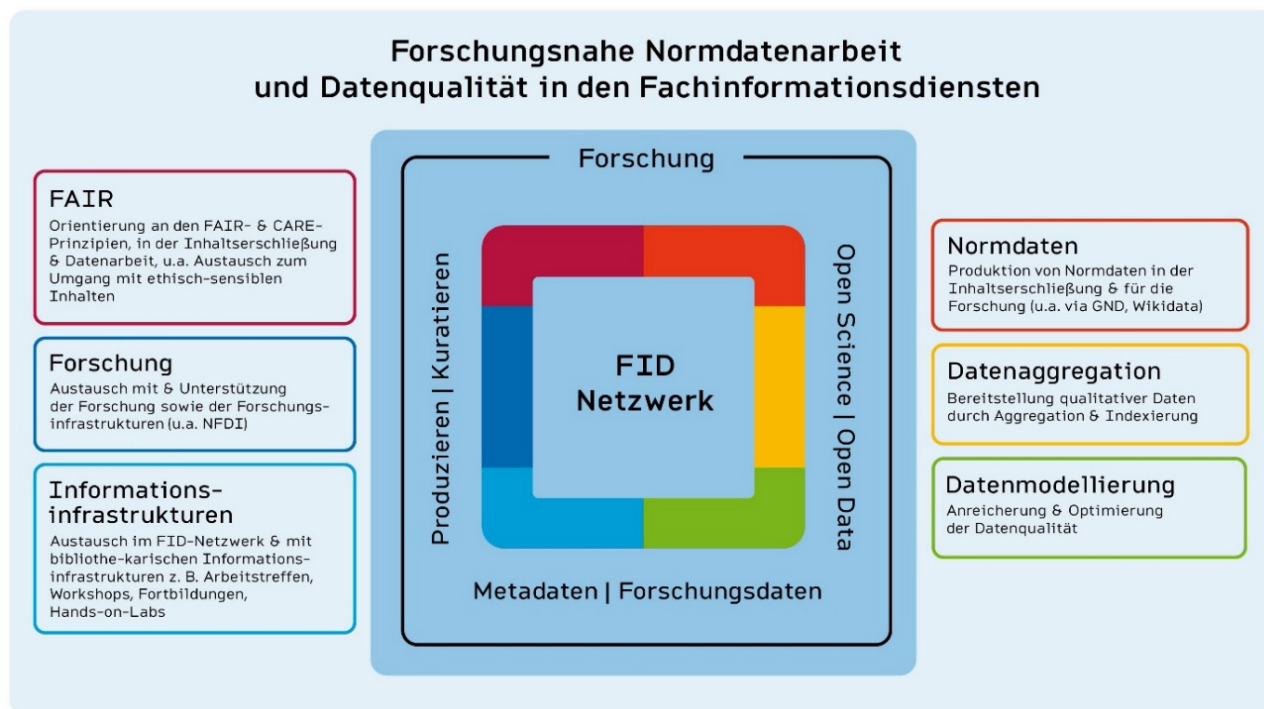 Forschungsnahe Normdatenarbeit
und Datenqualität in den Fachinformationsdiensten
FAIR
Orientierung an den FAIR- & CARE-
Prinzipien, in der Inhaltserschließung
& Datenarbeit, u.a. Austausch zum
Umgang mit ethisch-sensiblen
Inhalten
Forschung
Austausch mit & Unterstützung
der Forschung sowie der Forschungs-
infrastrukturen (u.a. NFDI)
Informations-
infrastrukturen
Austausch im FID-Netzwerk & mit
bibliothe-karischen Informations-
infrastrukturen z. B. Arbeitstreffen,
Workshops, Fortbildungen,
Hands-on-Labs
Forschung
Produzieren | Kuratieren
FID
Netzwerk
Open Science | Open Data
Metadaten | Forschungsdaten
Normdaten
Produktion von Normdaten in der
Inhaltserschließung & für die
Forschung (u.a. via GND, Wikidata)
Datenaggregation
Bereitstellung qualitativer Daten
durch Aggregation & Indexierung
Datenmodellierung
Anreicherung & Optimierung
der Datenqualität